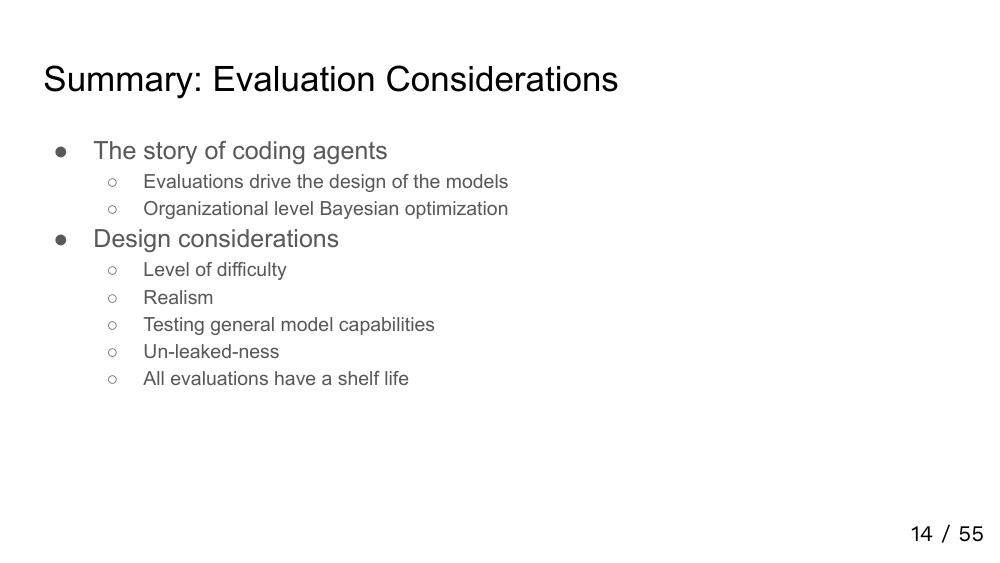 Summary: Evaluation Considerations
● The story of coding agents
○ Evaluations drive the design of the models
○ Organizational level Bayesian optimization
● Design considerations
○ Level of difficulty
○ Realism
○ Testing general model capabilities
○ Un-leaked-ness
○ All evaluations have a shelf life
14 / 55